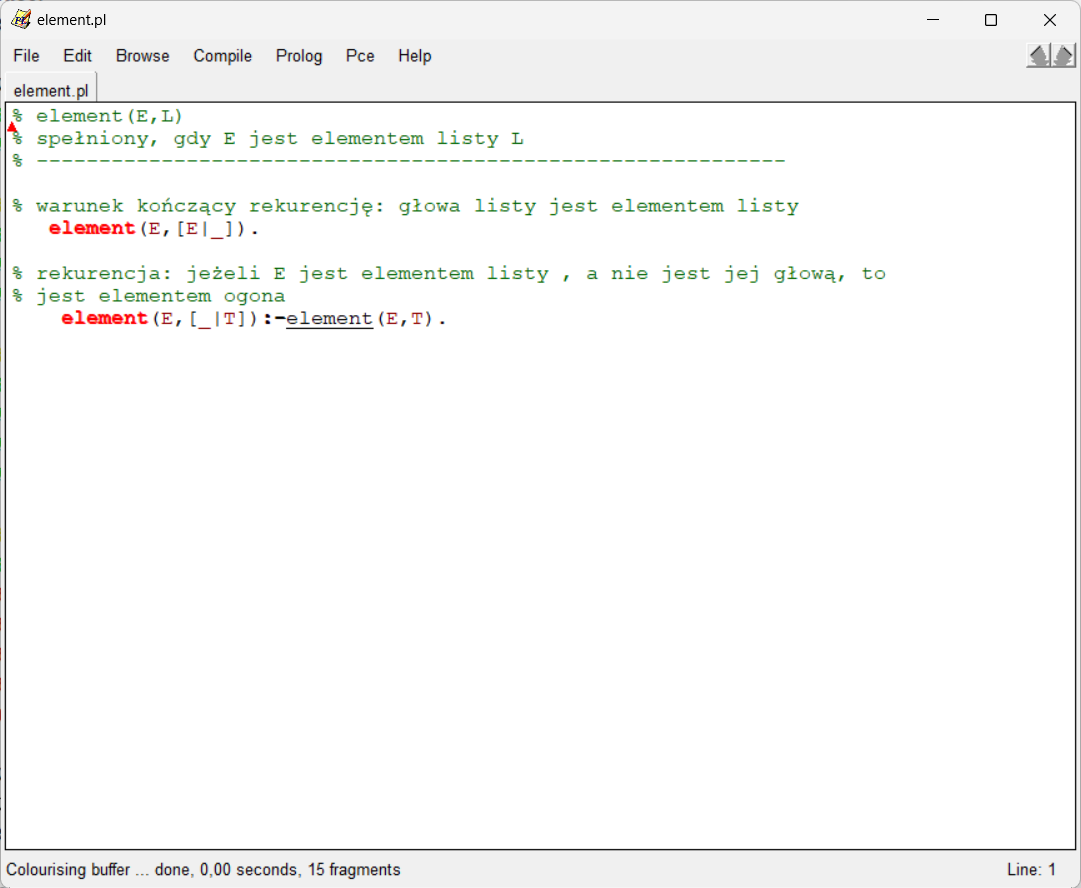 element.pl
File Edit Browse Compile Prolog Pce Help
element.pl
% element(E,L)
% spełniony, gdy E jest elementem listy L
% ------------------------------------------------------------
% warunek kończący rekurencję: głowa listy jest elementem listy
element(E,[E|_]).
% rekurencja: jeżeli E jest elementem listy , a nie jest jej głową, to
% jest elementem ogona
element(E,[_|T]):-element(E,T).
Colourising buffer ... done, 0,00 seconds, 15 fragments Line: 1